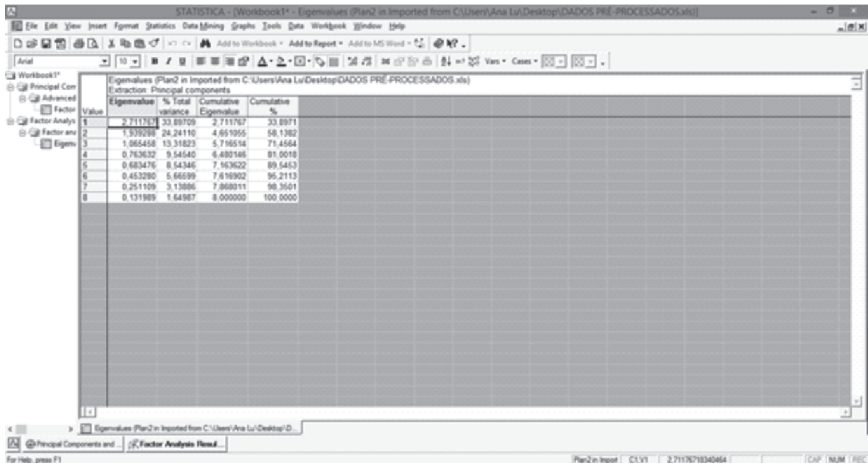 STATISTICA - [Workbook1* - Eigenvalues (Plan2 in Imported from C:\Users\Ana Lu\Desktop\DADOS PRÉ-PROCESSADOS.xls)]
File Edit View Insert Format Statistics Data Mining Graphs Tools Data Workbook Window Help
Add to Workbook Add to Report Add to MS Word
Arial 10 B I U Vars Cases
Workbook1*
Principal Com
Advanced
Factor
Factor Analys
Factor ana
Eigenv
Eigenvalues (Plan2 in Imported from C:\Users\Ana Lu\Desktop\DADOS PRÉ-PROCESSADOS.xls)
Extraction: Principal components
Value Eigenvalue % Total variance Cumulative Eigenvalue Cumulative %
1 2,711767 33,89709 2,711767 33,8971
2 1,939288 24,24110 4,651055 58,1382
3 1,065458 13,31823 5,716514 71,4564
4 0,763632 9,54540 6,480146 81,0018
5 0,683476 8,54346 7,163622 89,5453
6 0,453280 5,66599 7,616902 95,2113
7 0,251109 3,13886 7,868011 98,3501
8 0,131989 1,64987 8,000000 100,0000
Eigenvalues (Plan2 in Imported from C:\Users\Ana Lu\Desktop\D...
Principal Components and ... Factor Analysis Resul...
For Help, press F1 Plan2 in Import C1,V1 2,71176718340464 CAP NUM REC